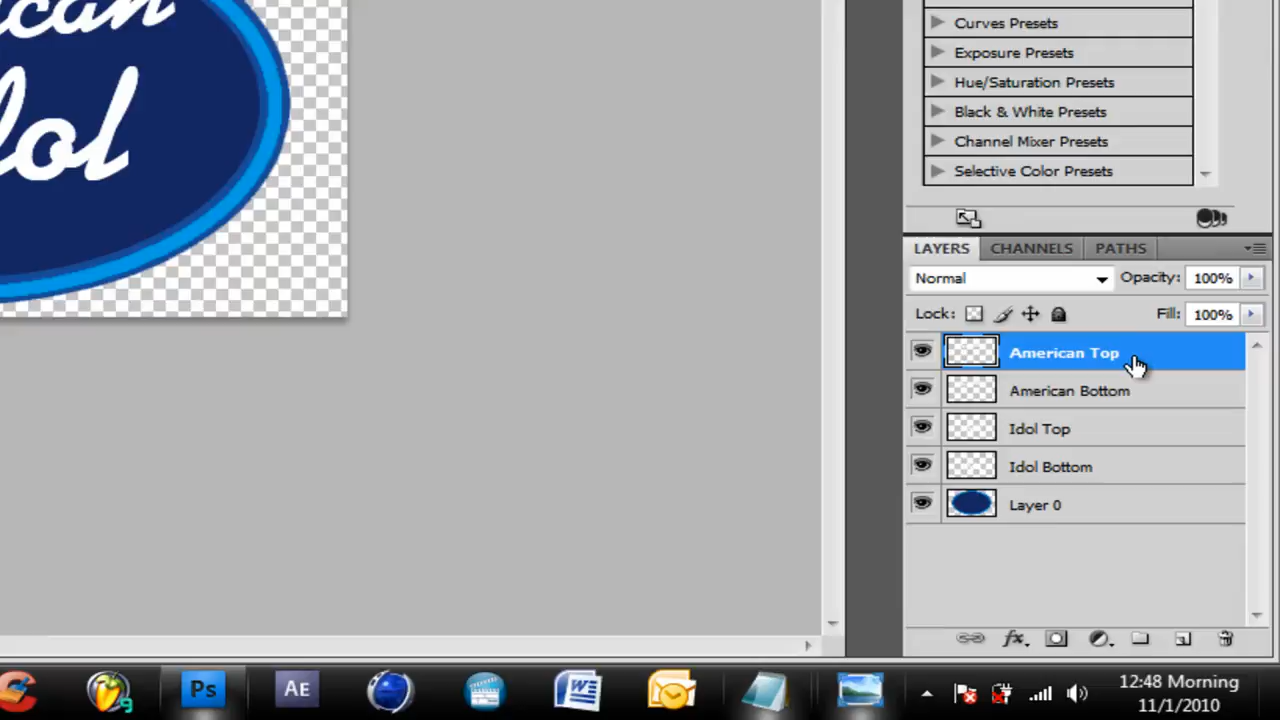 ican
dol
Curves Presets
Exposure Presets
Hue/Saturation Presets
Black & White Presets
Channel Mixer Presets
Selective Color Presets
LAYERS CHANNELS PATHS
Normal Opacity: 100%
Lock: Fill: 100%
American Top
American Bottom
Idol Top
Idol Bottom
Layer 0
fx
9 Ps AE W O
12:48 Morning
11/1/2010